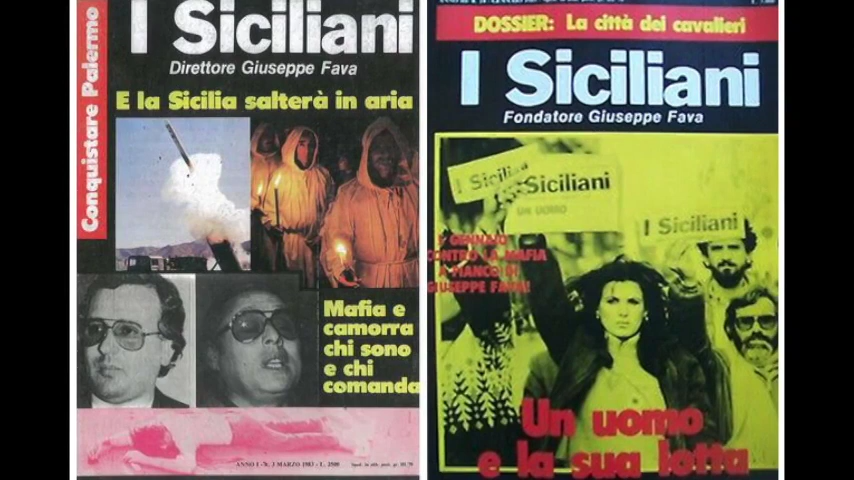 Conquistare Palermo
I Siciliani
Direttore Giuseppe Fava
E la Sicilia salterà in aria
Mafia e
camorra
chi sono
e chi
comanda
ANNO I - N. 3 MARZO 1983 - L. 2500
DOSSIER: La città dei cavalieri
I Siciliani
Fondatore Giuseppe Fava
I Siciliani
I Siciliani
UN UOMO
I Siciliani
5 GENNAIO
CONTRO LA MAFIA
A FIANCO DI
GIUSEPPE FAVA!
Un uomo
e la sua lotta